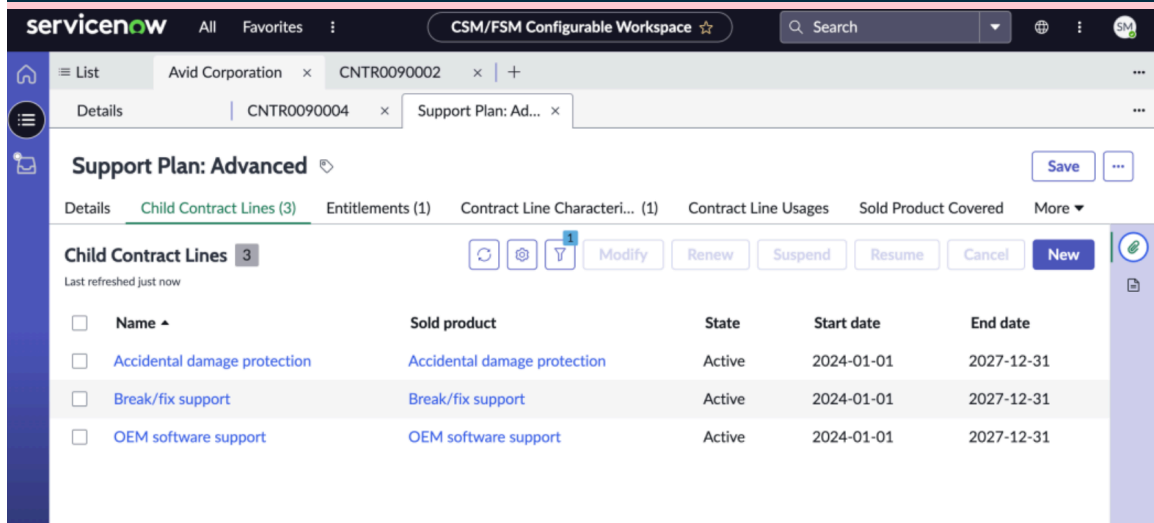 servicenow All Favorites CSM/FSM Configurable Workspace Search SM
List Avid Corporation × CNTR0090002 × +
Details CNTR0090004 × Support Plan: Ad... ×
Support Plan: Advanced Save
Details Child Contract Lines (3) Entitlements (1) Contract Line Characteri... (1) Contract Line Usages Sold Product Covered More
Child Contract Lines 3 1 Modify Renew Suspend Resume Cancel New
Last refreshed just now
Name Sold product State Start date End date
Accidental damage protection Accidental damage protection Active 2024-01-01 2027-12-31
Break/fix support Break/fix support Active 2024-01-01 2027-12-31
OEM software support OEM software support Active 2024-01-01 2027-12-31